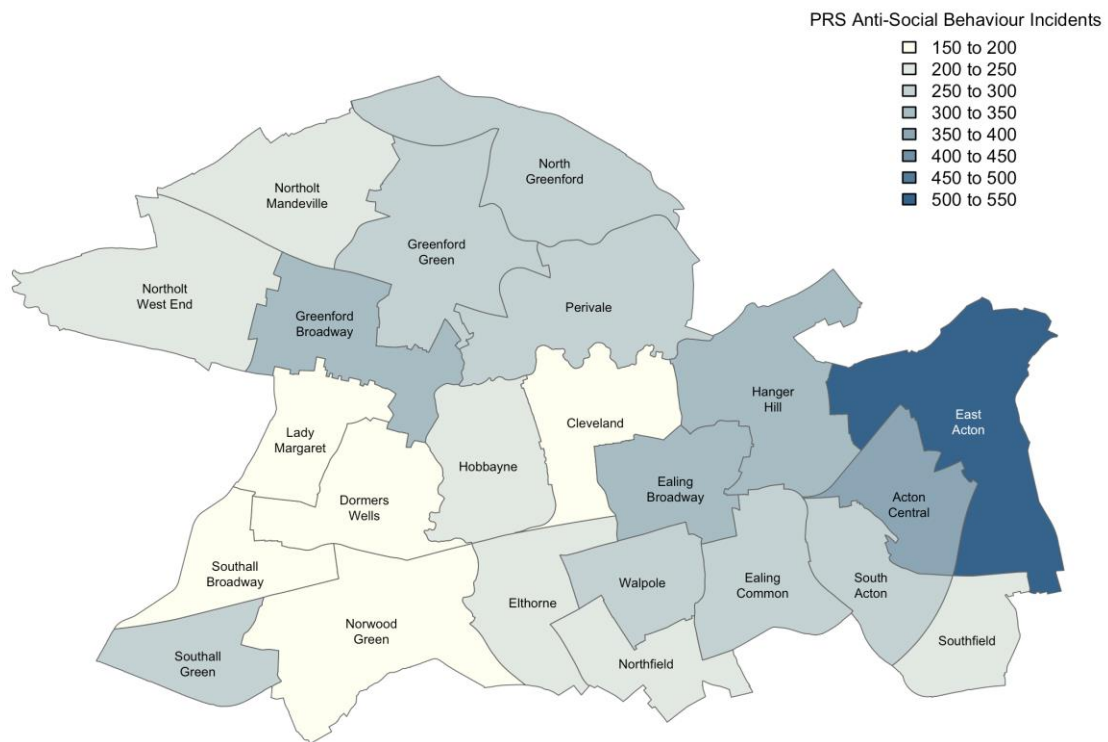 PRS Anti-Social Behaviour Incidents
150 to 200
200 to 250
250 to 300
300 to 350
350 to 400
400 to 450
450 to 500
500 to 550
North
Greenford
Northolt
Mandeville
Greenford
Green
Northolt
West End
Greenford
Broadway
Perivale
Hanger
Hill
East
Acton
Cleveland
Lady
Margaret
Hobbayne
Ealing
Broadway
Dormers
Wells
Acton
Central
Southall
Broadway
Walpole
Ealing
Common
South
Acton
Elthorne
Norwood
Green
Southall
Green
Northfield
Southfield